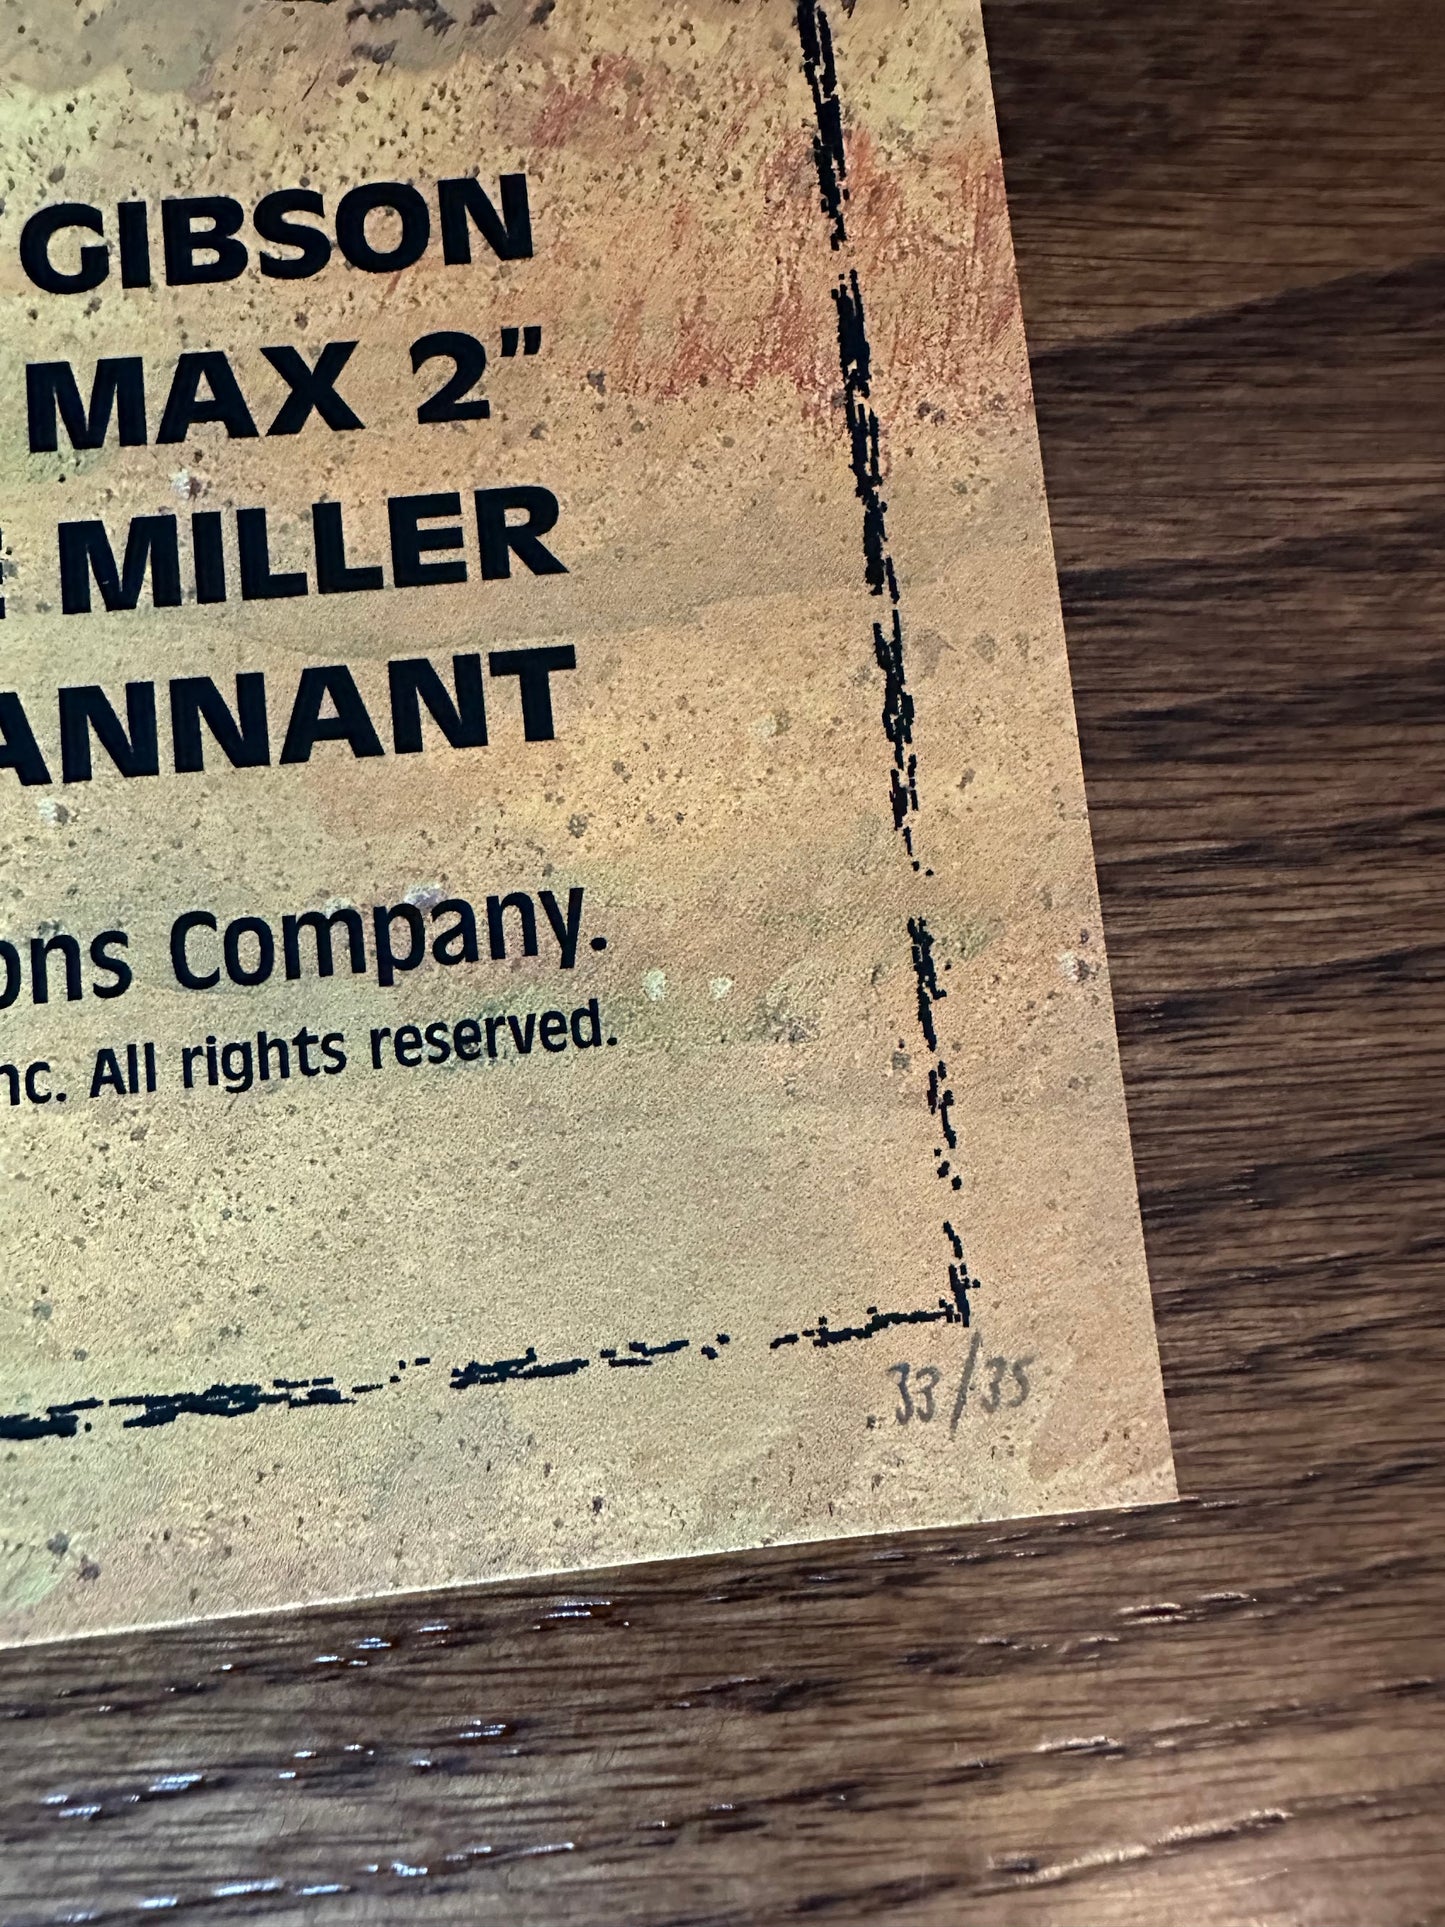 GIBSON
MAX 2"
MILLER
ANNANT
ons Company.
nc. All rights reserved.
33/35